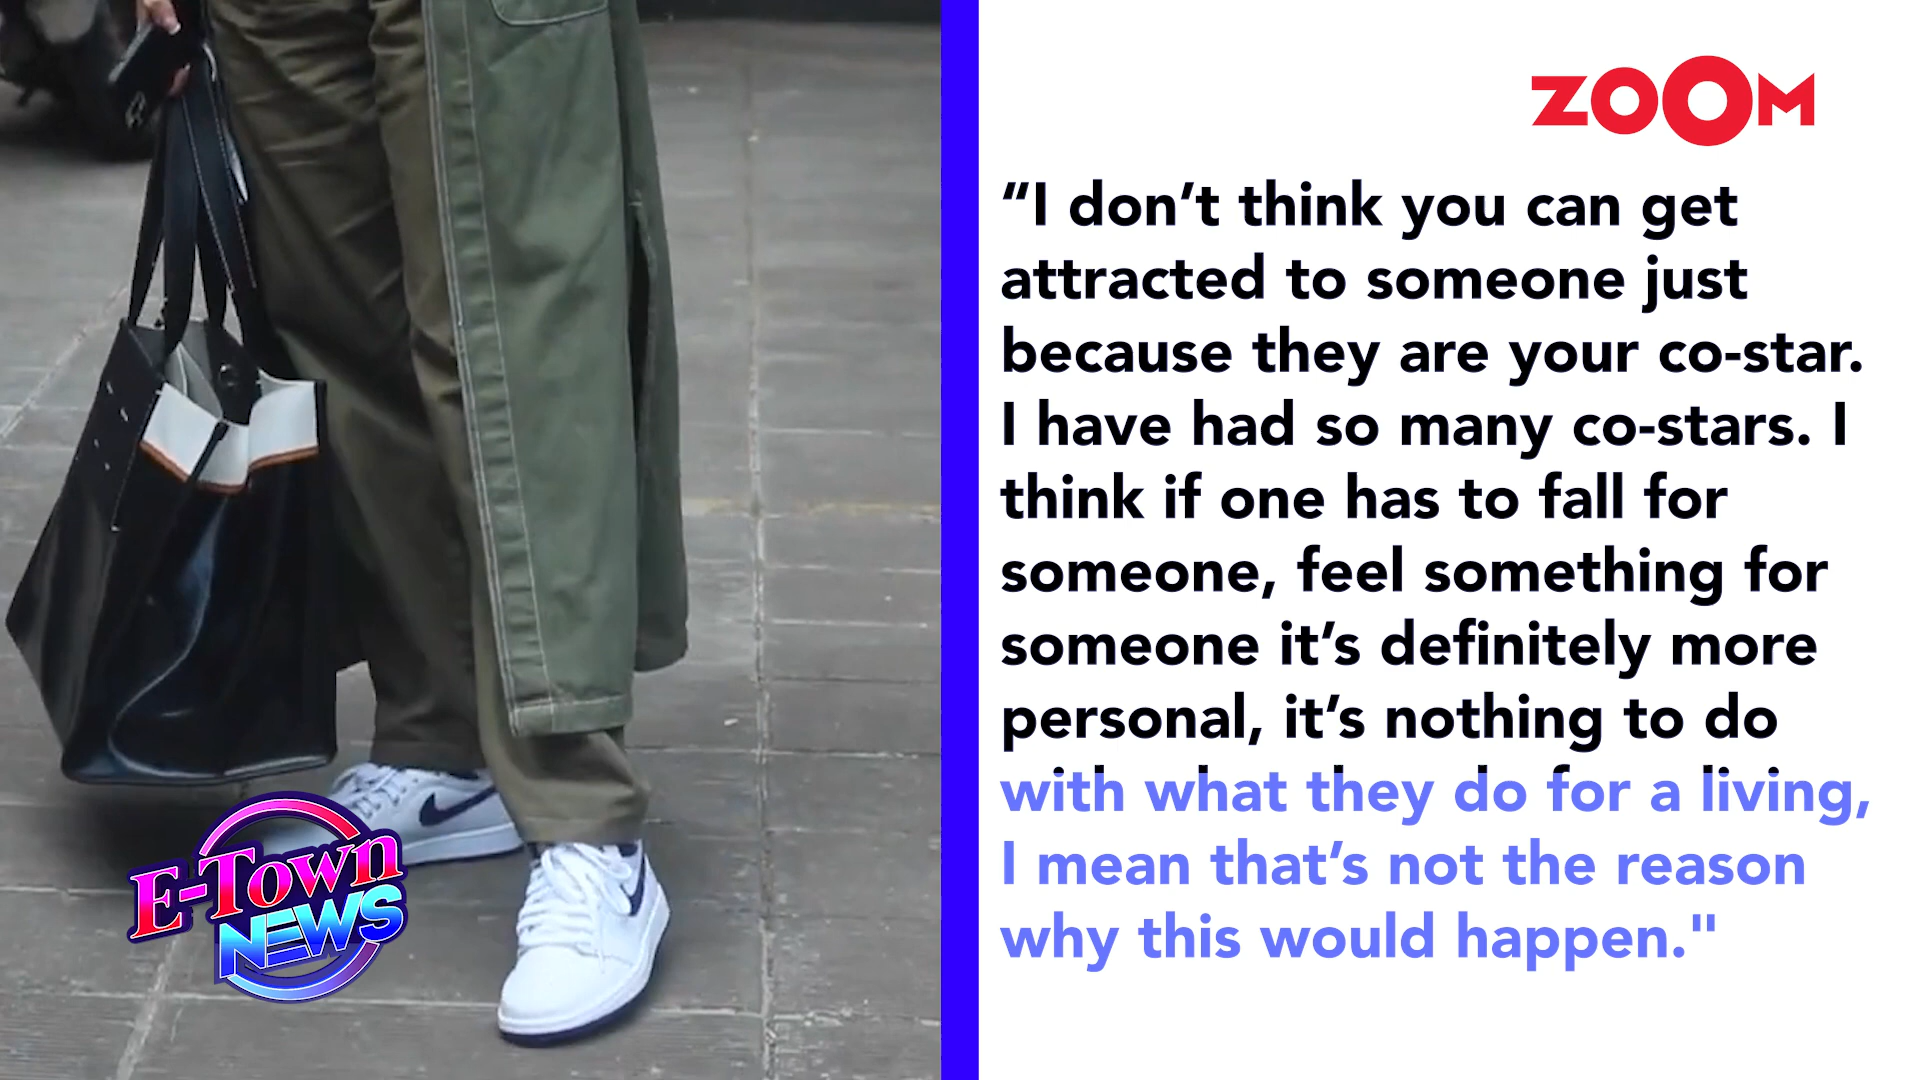 ZOOM
“I don’t think you can get
attracted to someone just
because they are your co-star.
I have had so many co-stars. I
think if one has to fall for
someone, feel something for
someone it’s definitely more
personal, it’s nothing to do
with what they do for a living,
I mean that’s not the reason
why this would happen."
E-Town
NEWS